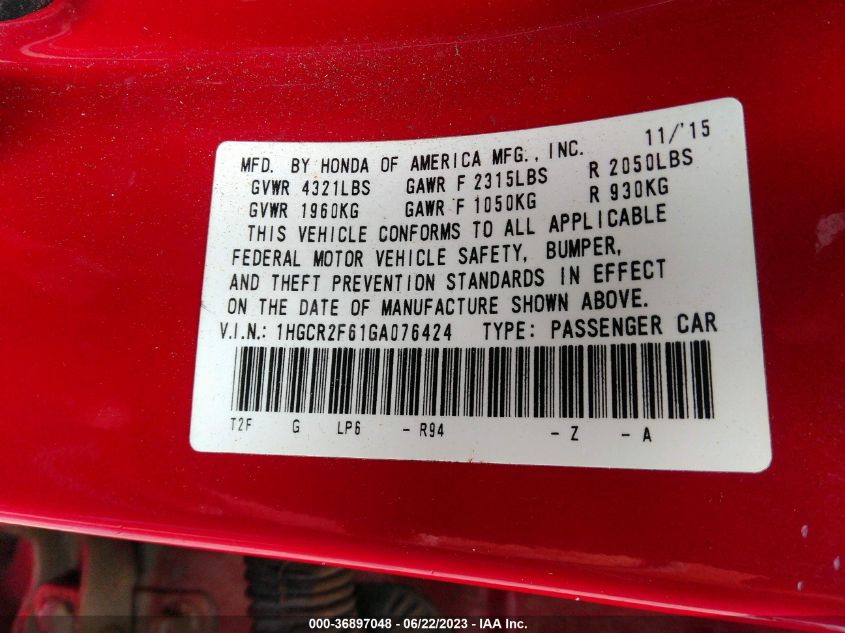 11/'15
MFD. BY HONDA OF AMERICA MFG., INC.
GVWR 4321LBS GAWR F 2315LBS R 2050LBS
GVWR 1960KG GAWR F 1050KG R 930KG
THIS VEHICLE CONFORMS TO ALL APPLICABLE
FEDERAL MOTOR VEHICLE SAFETY, BUMPER,
AND THEFT PREVENTION STANDARDS IN EFFECT
ON THE DATE OF MANUFACTURE SHOWN ABOVE.
V.I.N.: 1HGCR2F61GA076424 TYPE: PASSENGER CAR
T2F G LP6 - R94 - Z - A
000-36897048 - 06/22/2023 - IAA Inc.